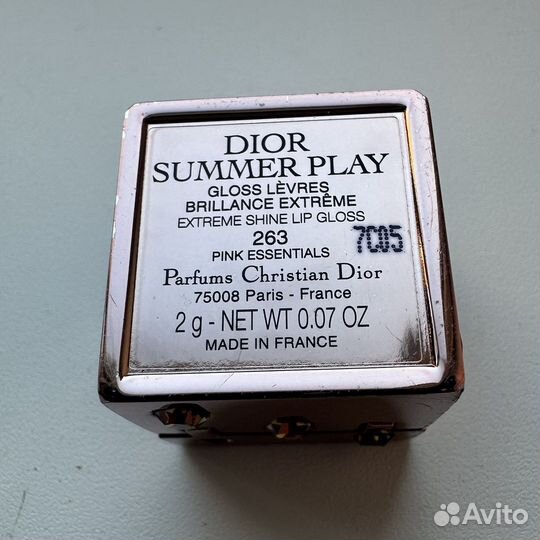 DIOR
SUMMER PLAY
GLOSS LÈVRES
BRILLANCE EXTRÊME
EXTREME SHINE LIP GLOSS
263
7C05
PINK ESSENTIALS
Parfums Christian Dior
75008 Paris - France
2 g - NET WT 0.07 OZ
MADE IN FRANCE
Avito